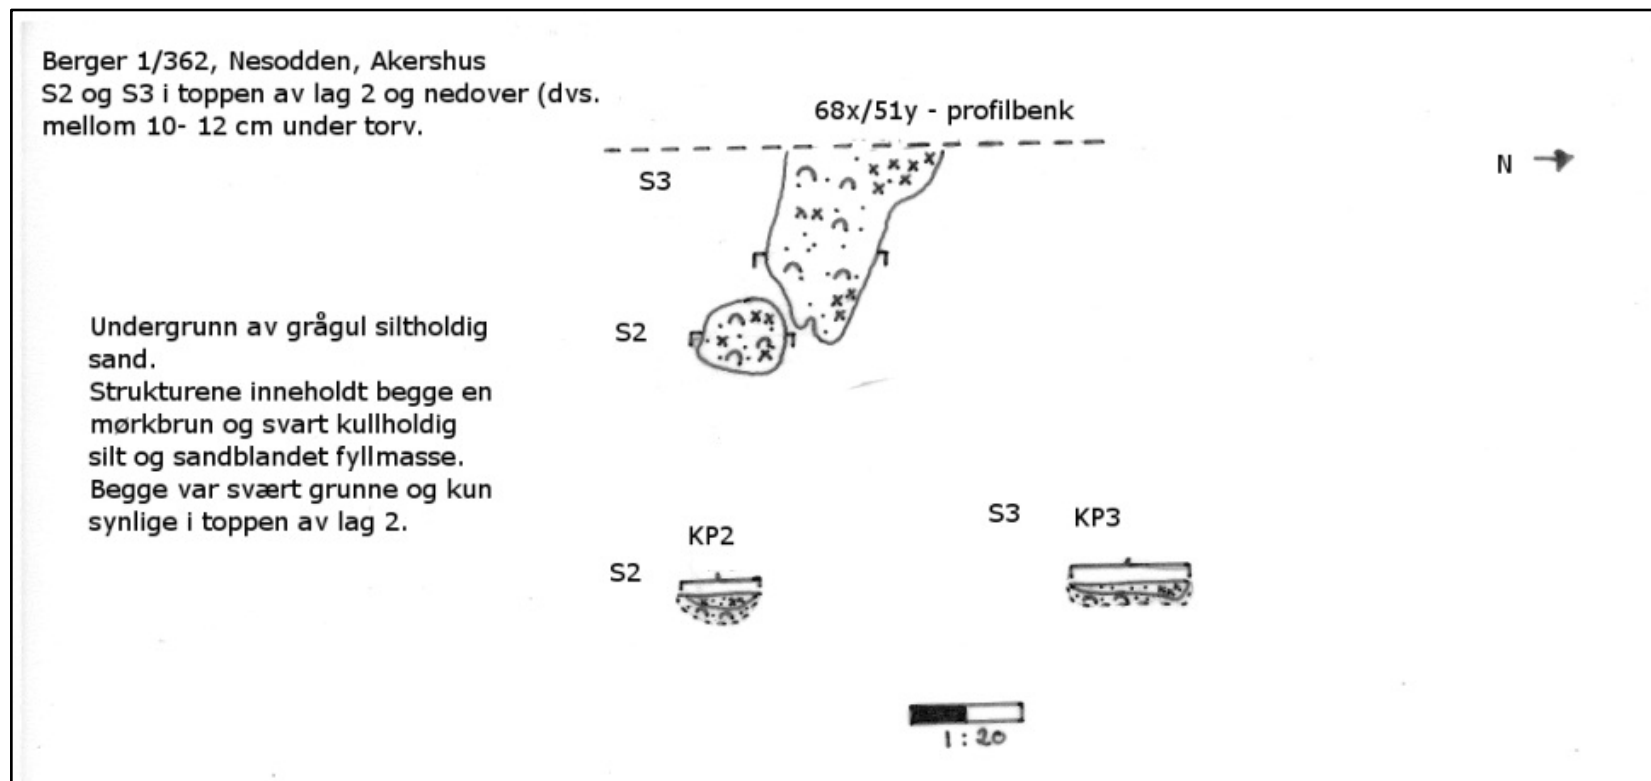 Berger 1/362, Nesodden, Akershus
S2 og S3 i toppen av lag 2 og nedover (dvs.
mellom 10- 12 cm under torv.
68x/51y - profilbenk
N
S3
S2
Undergrunn av grågul siltholdig
sand.
Strukturene inneholdt begge en
mørkbrun og svart kullholdig
silt og sandblandet fyllmasse.
Begge var svært grunne og kun
synlige i toppen av lag 2.
KP2
S2
S3
KP3
1 : 20